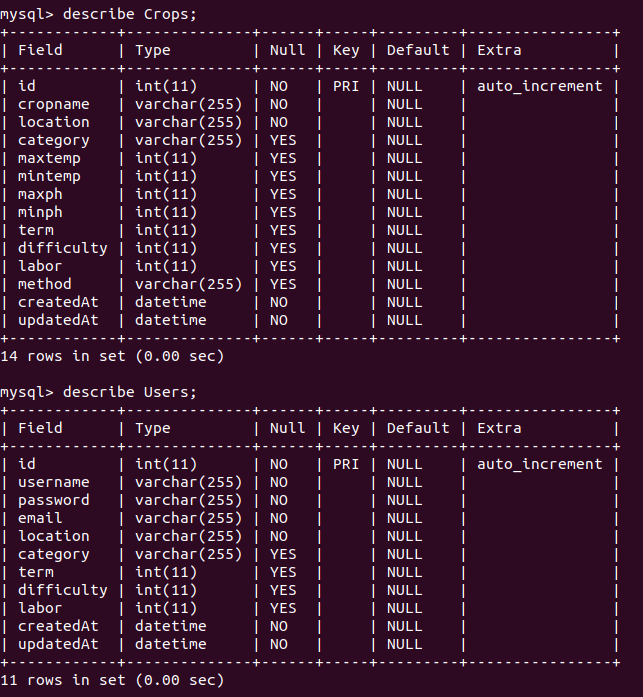 mysql> describe Crops;
+------------+--------------+------+-----+---------+----------------+
| Field      | Type         | Null | Key | Default | Extra          |
+------------+--------------+------+-----+---------+----------------+
| id         | int(11)      | NO   | PRI | NULL    | auto_increment |
| cropname   | varchar(255) | NO   |     | NULL    |                |
| location   | varchar(255) | NO   |     | NULL    |                |
| category   | varchar(255) | YES  |     | NULL    |                |
| maxtemp    | int(11)      | YES  |     | NULL    |                |
| mintemp    | int(11)      | YES  |     | NULL    |                |
| maxph      | int(11)      | YES  |     | NULL    |                |
| minph      | int(11)      | YES  |     | NULL    |                |
| term       | int(11)      | YES  |     | NULL    |                |
| difficulty | int(11)      | YES  |     | NULL    |                |
| labor      | int(11)      | YES  |     | NULL    |                |
| method     | varchar(255) | YES  |     | NULL    |                |
| createdAt  | datetime     | NO   |     | NULL    |                |
| updatedAt  | datetime     | NO   |     | NULL    |                |
+------------+--------------+------+-----+---------+----------------+
14 rows in set (0.00 sec)

mysql> describe Users;
+------------+--------------+------+-----+---------+----------------+
| Field      | Type         | Null | Key | Default | Extra          |
+------------+--------------+------+-----+---------+----------------+
| id         | int(11)      | NO   | PRI | NULL    | auto_increment |
| username   | varchar(255) | NO   |     | NULL    |                |
| password   | varchar(255) | NO   |     | NULL    |                |
| email      | varchar(255) | NO   |     | NULL    |                |
| location   | varchar(255) | NO   |     | NULL    |                |
| category   | varchar(255) | YES  |     | NULL    |                |
| term       | int(11)      | YES  |     | NULL    |                |
| difficulty | int(11)      | YES  |     | NULL    |                |
| labor      | int(11)      | YES  |     | NULL    |                |
| createdAt  | datetime     | NO   |     | NULL    |                |
| updatedAt  | datetime     | NO   |     | NULL    |                |
+------------+--------------+------+-----+---------+----------------+
11 rows in set (0.00 sec)